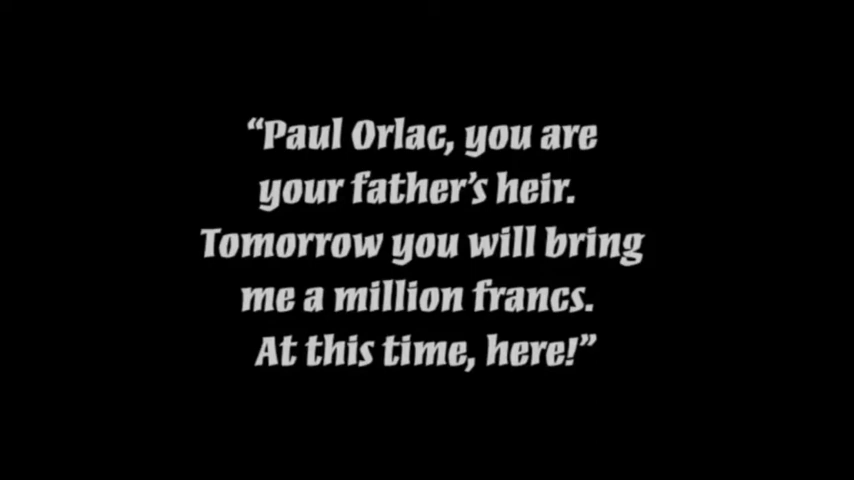 “Paul Orlac, you are
your father’s heir.
Tomorrow you will bring
me a million francs.
At this time, here!”